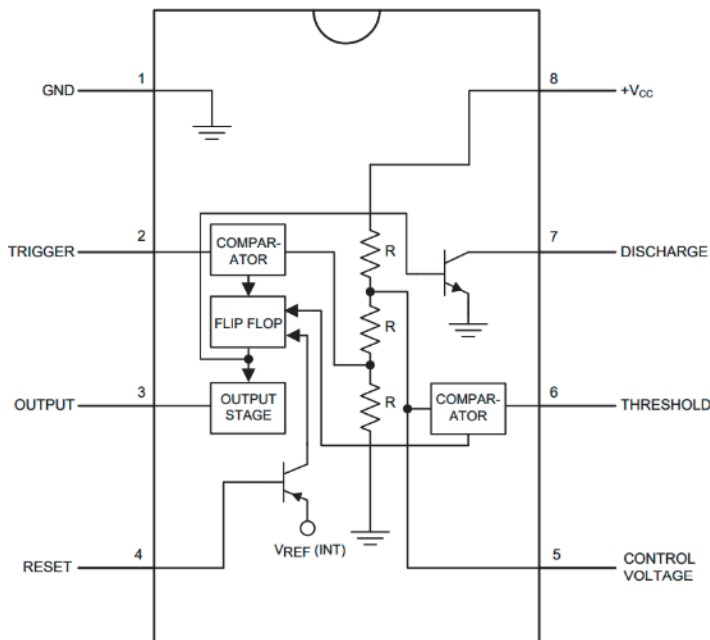 1
GND
8
+VCC
2
TRIGGER
COMPAR-
ATOR
R
7
DISCHARGE
FLIP FLOP
R
3
OUTPUT
OUTPUT
STAGE
R
COMPAR-
ATOR
6
THRESHOLD
4
RESET
VREF (INT)
5
CONTROL
VOLTAGE